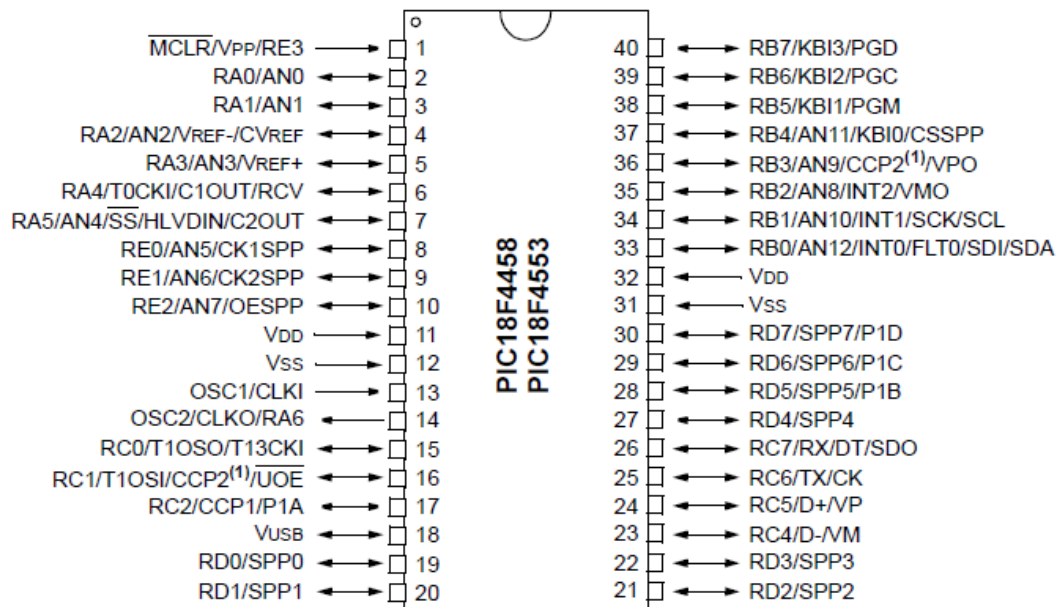 MCLR/VPP/RE3 1 40 RB7/KBI3/PGD
RA0/AN0 2 39 RB6/KBI2/PGC
RA1/AN1 3 38 RB5/KBI1/PGM
RA2/AN2/VREF-/CVREF 4 37 RB4/AN11/KBI0/CSSPP
RA3/AN3/VREF+ 5 36 RB3/AN9/CCP2(1)/VPO
RA4/T0CKI/C1OUT/RCV 6 35 RB2/AN8/INT2/VMO
RA5/AN4/SS/HLVDIN/C2OUT 7 34 RB1/AN10/INT1/SCK/SCL
RE0/AN5/CK1SPP 8 33 RB0/AN12/INT0/FLT0/SDI/SDA
RE1/AN6/CK2SPP 9 32 VDD
RE2/AN7/OESPP 10 31 VSS
VDD 11 30 RD7/SPP7/P1D
VSS 12 29 RD6/SPP6/P1C
OSC1/CLKI 13 28 RD5/SPP5/P1B
OSC2/CLKO/RA6 14 27 RD4/SPP4
RC0/T1OSO/T13CKI 15 26 RC7/RX/DT/SDO
RC1/T1OSI/CCP2(1)/UOE 16 25 RC6/TX/CK
RC2/CCP1/P1A 17 24 RC5/D+/VP
VUSB 18 23 RC4/D-/VM
RD0/SPP0 19 22 RD3/SPP3
RD1/SPP1 20 21 RD2/SPP2
PIC18F4458
PIC18F4553